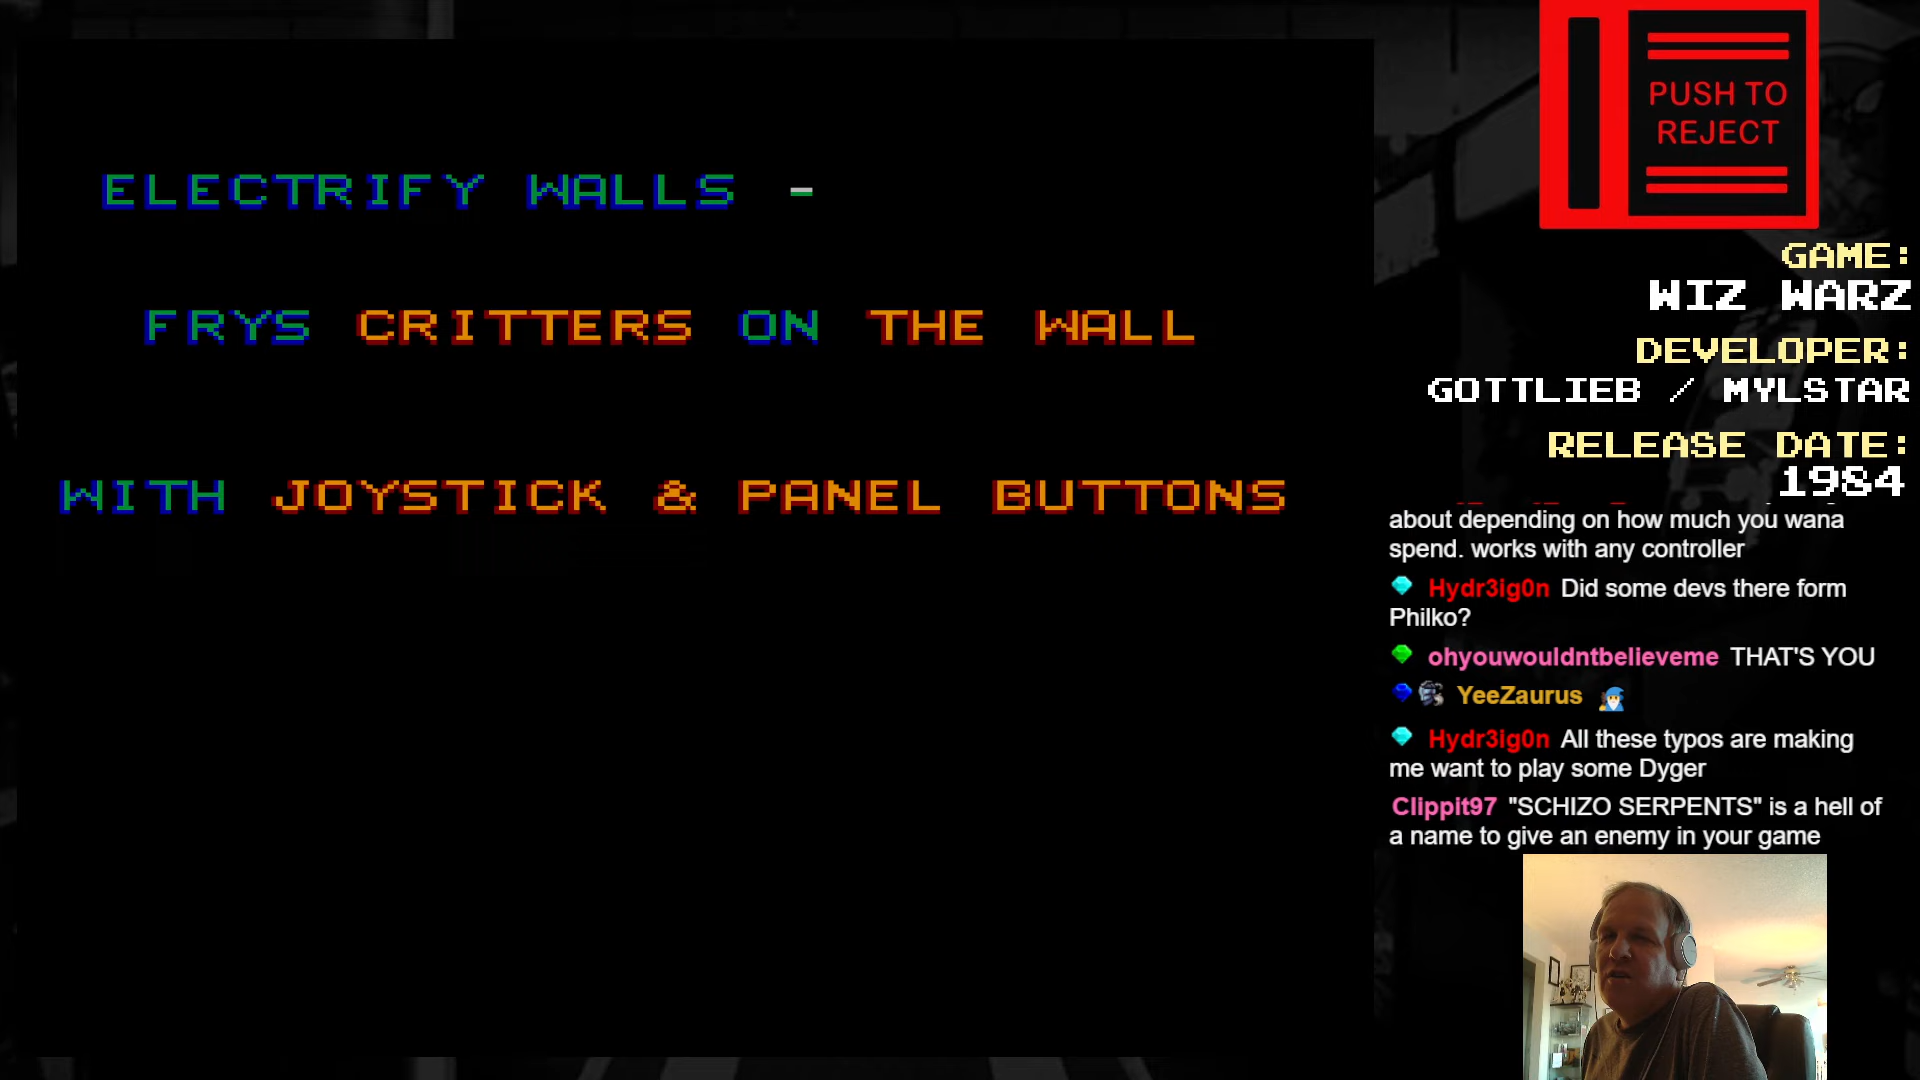 ELECTRIFY WALLS -
FRYS CRITTERS ON THE WALL
WITH JOYSTICK & PANEL BUTTONS
PUSH TO
REJECT
GAME:
WIZ WARZ
DEVELOPER:
GOTTLIEB / MYLSTAR
RELEASE DATE:
1984
about depending on how much you wana
spend. works with any controller
Hydr3ig0n Did some devs there form
Philko?
ohyouwouldntbelieveme THAT'S YOU
YeeZaurus
Hydr3ig0n All these typos are making
me want to play some Dyger
Clippit97 "SCHIZO SERPENTS" is a hell of
a name to give an enemy in your game